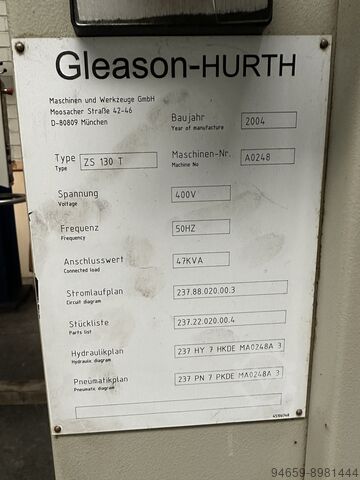 Gleason-HURTH
Maschinen und Werkzeuge GmbH
Moosacher Straße 42-46
D-80809 München
Baujahr 2004
Year of manufacture
Type ZS 130 T
Type
Maschinen-Nr. A0248
Machine No
Spannung 400V
Voltage
Frequenz 50HZ
Frequency
Anschlusswert 47KVA
Connected load
Stromlaufplan 237.88.020.00.3
Circuit diagram
Stückliste 237.22.020.00.4
Parts list
Hydraulikplan 237 HY 7 HKDE MA0248A 3
Hydraulic diagram
Pneumatikplan 237 PN 7 PKDE MA0248A 3
Pneumatic diagram
94659-8981444